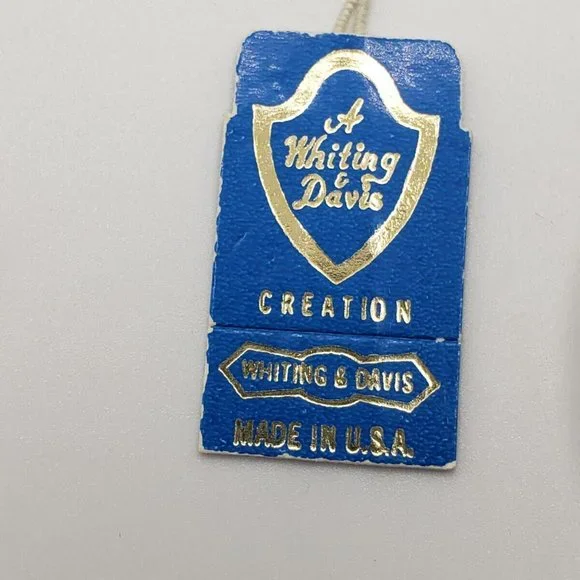 A
Whiting
&
Davis
CREATION
WHITING & DAVIS
MADE IN U.S.A.